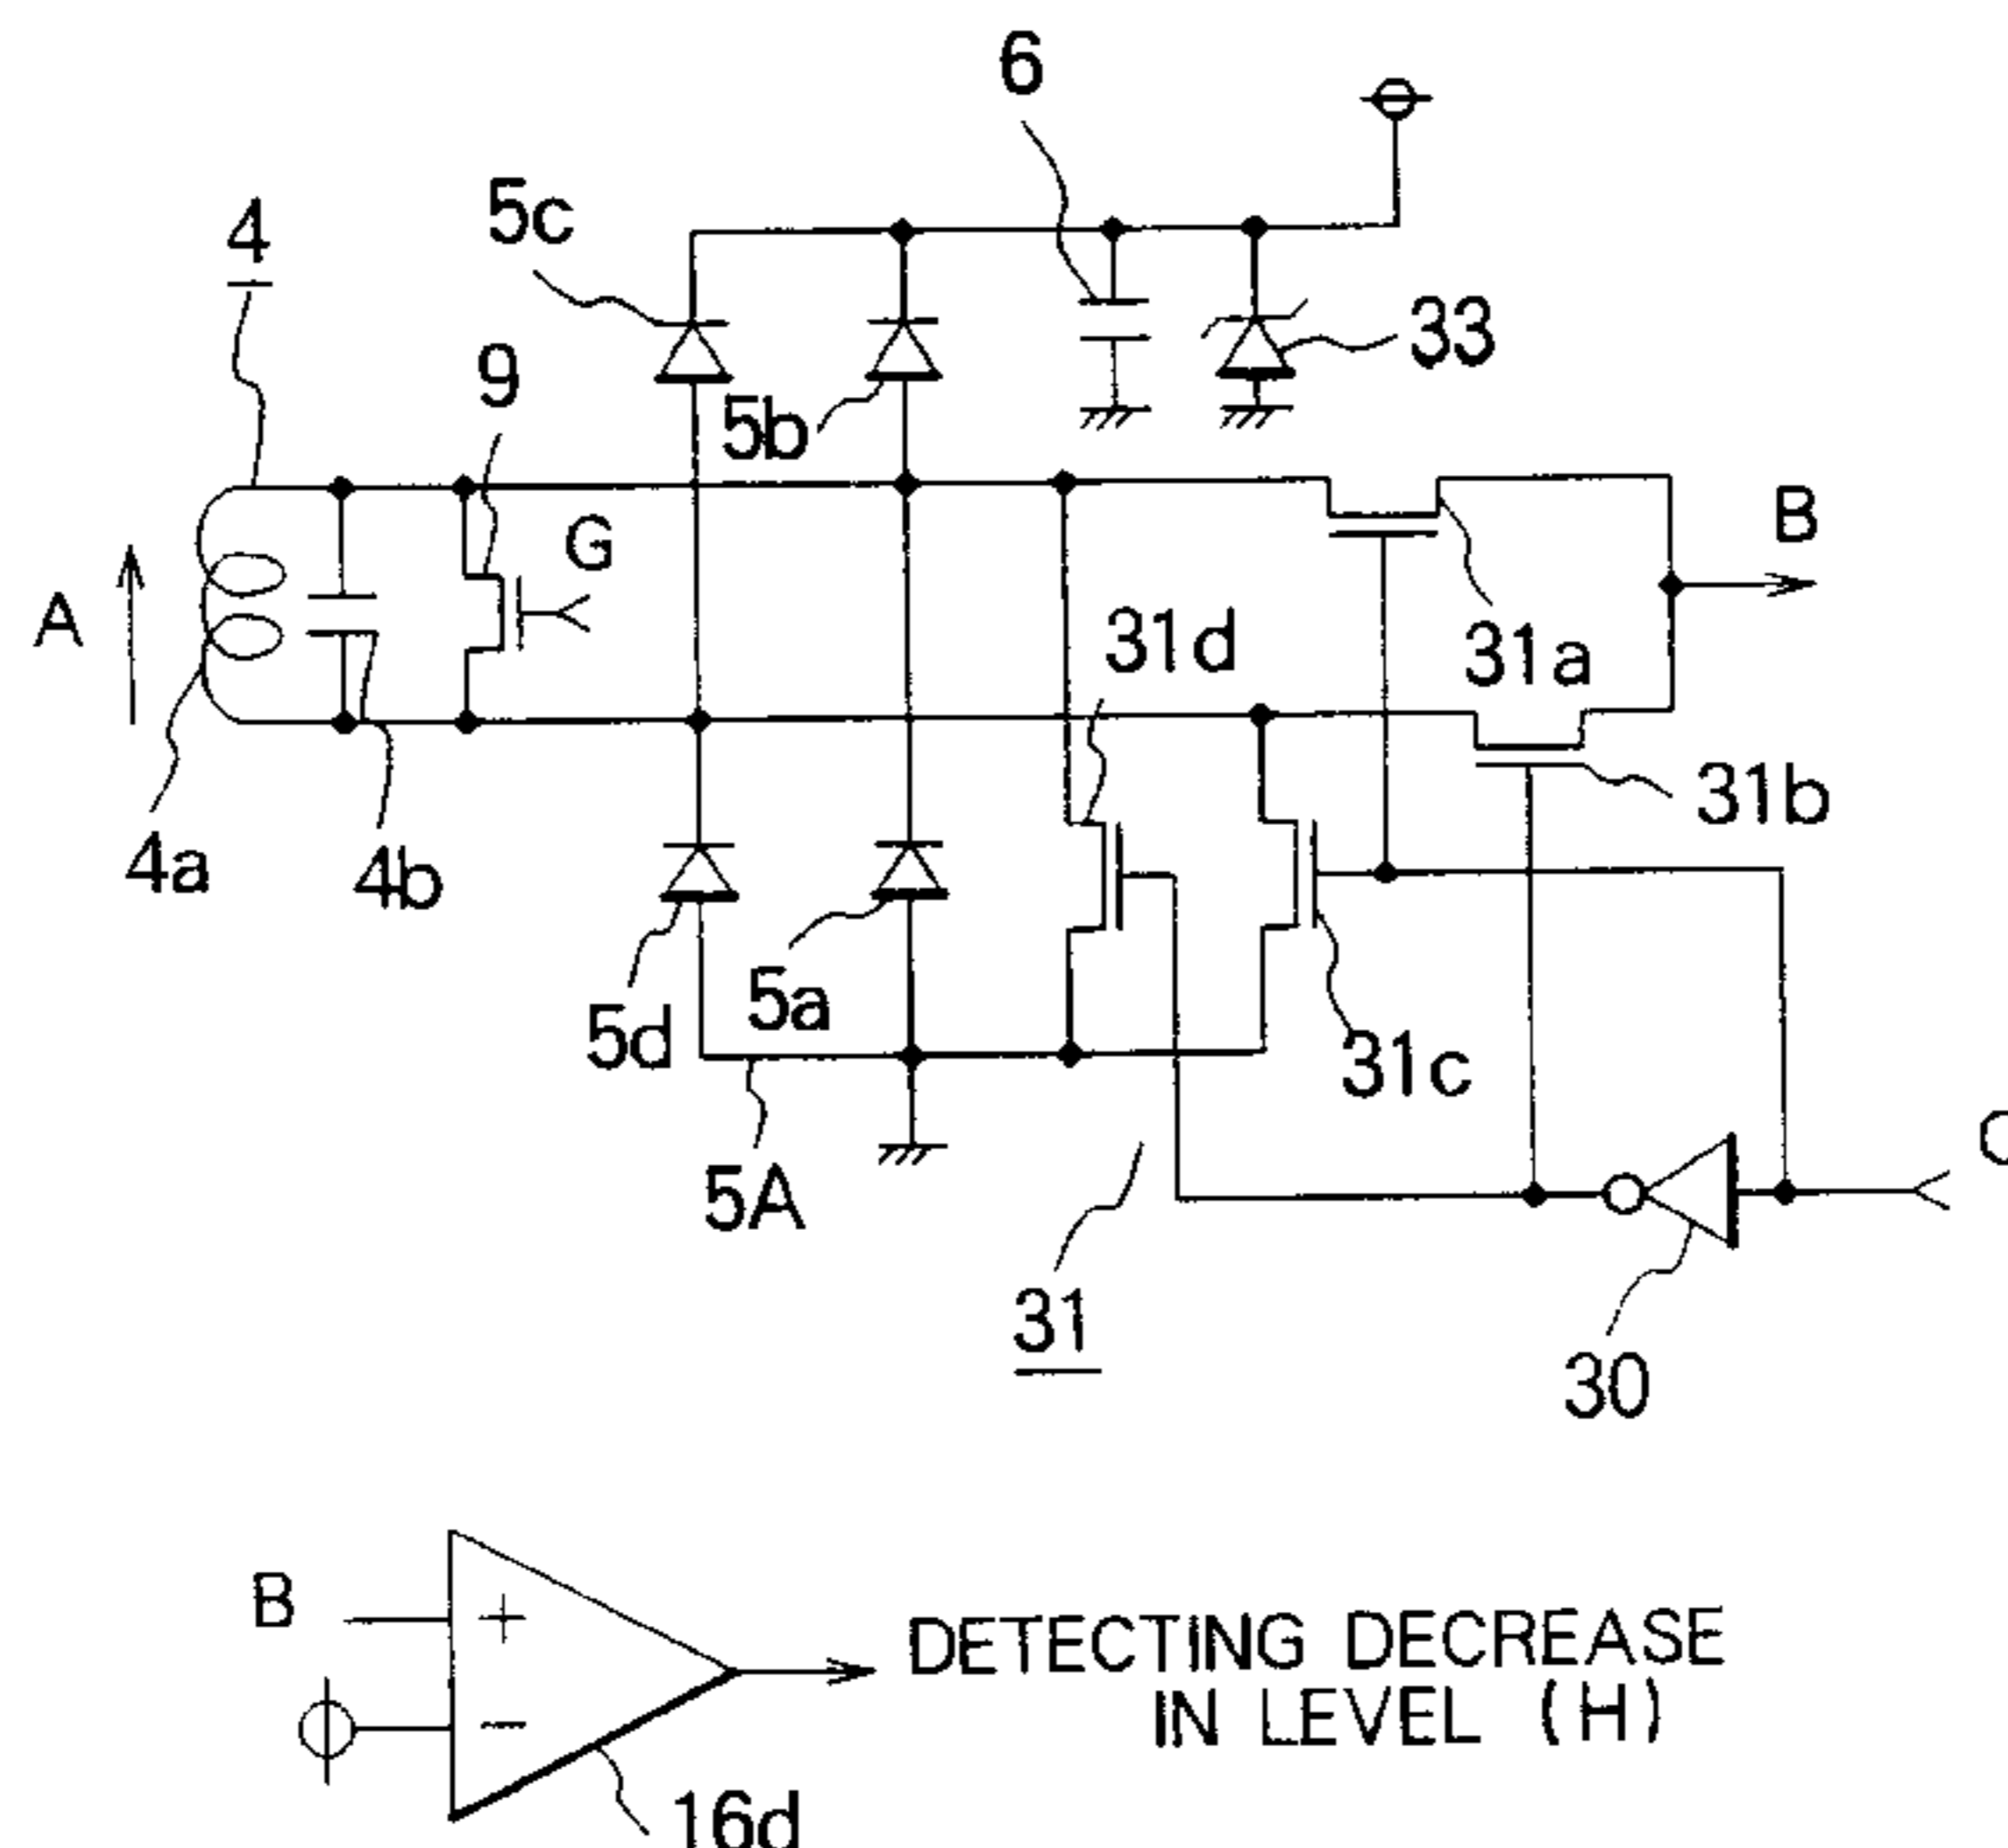 6
5c
4
9
33
5b
G
B
A
31d
31a
31b
4a
4b
5d
5a
31c
5A
31
30
B
+
−
DETECTING DECREASE
IN LEVEL (H)
16d